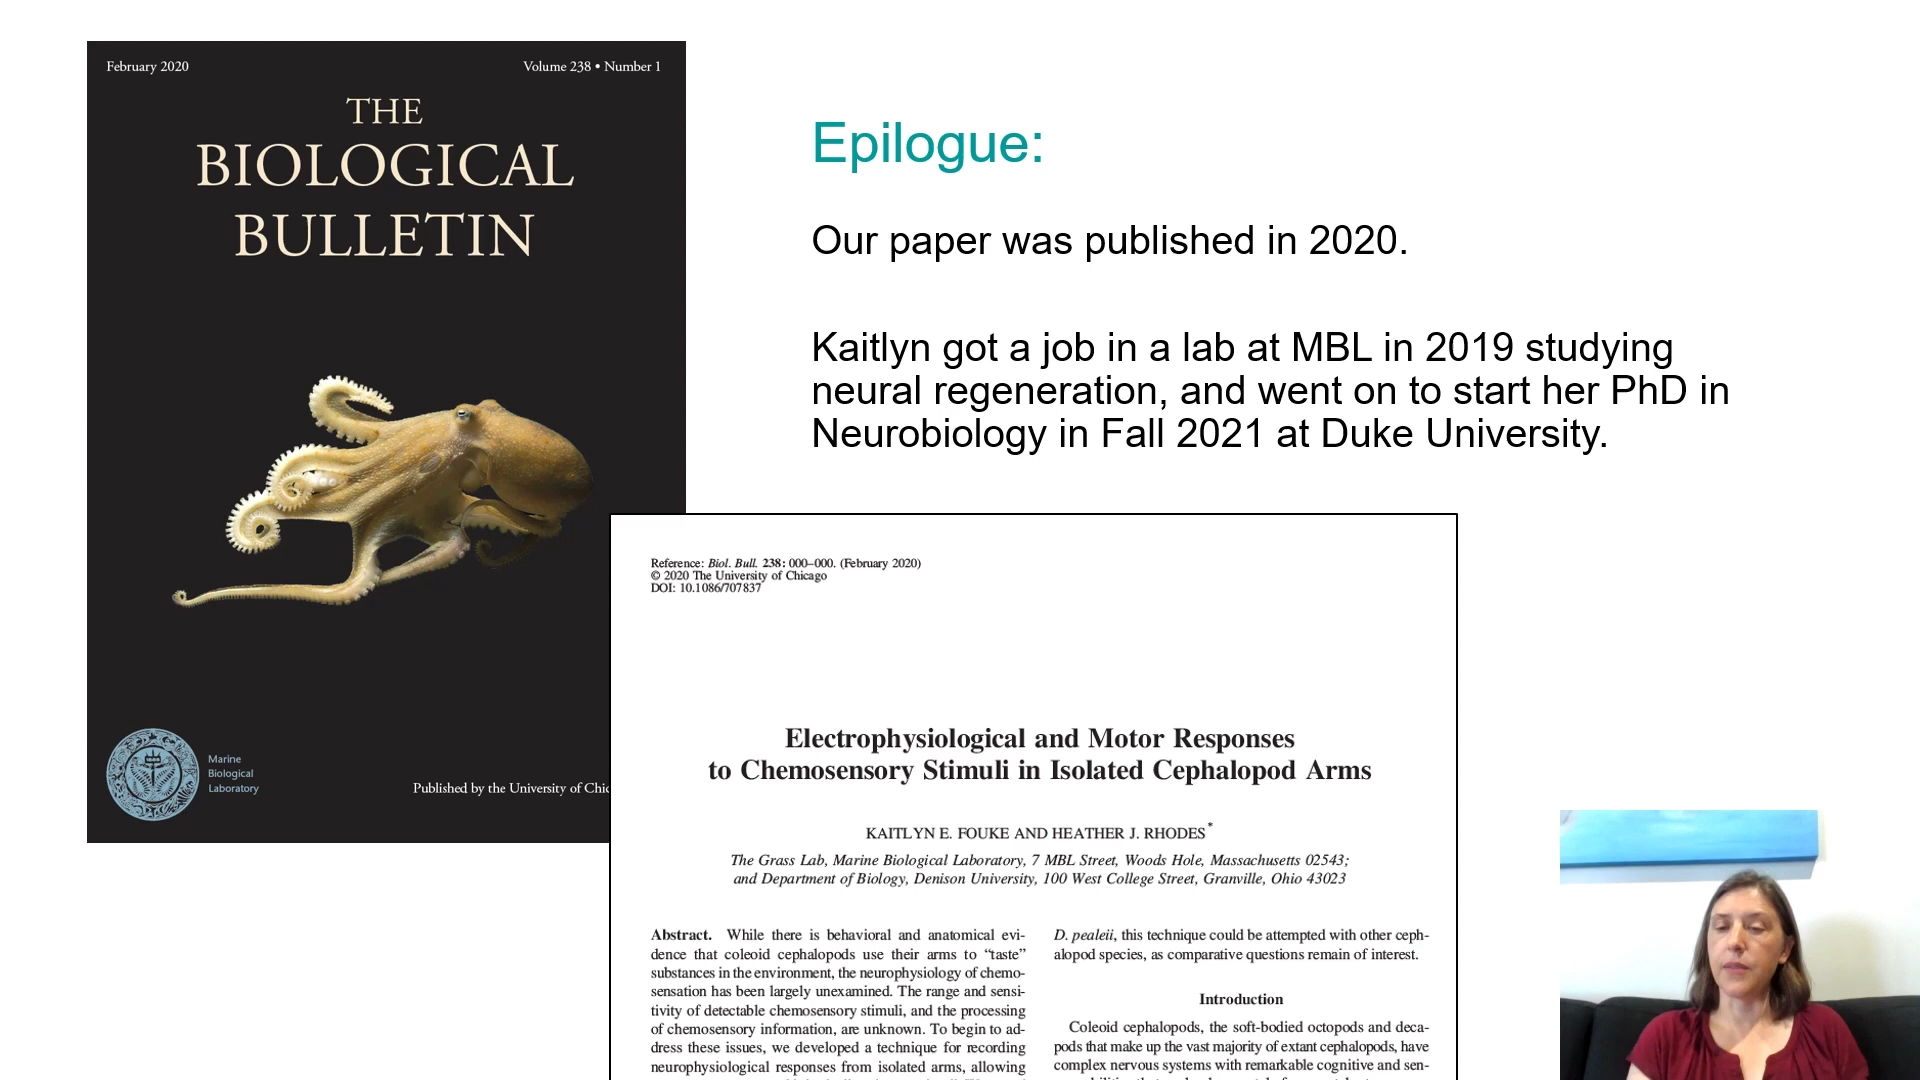 February 2020
Volume 238 • Number 1
THE
BIOLOGICAL
BULLETIN
Marine
Biological
Laboratory
Published by the University of Chic
Epilogue:
Our paper was published in 2020.
Kaitlyn got a job in a lab at MBL in 2019 studying
neural regeneration, and went on to start her PhD in
Neurobiology in Fall 2021 at Duke University.
Reference: Biol. Bull. 238: 000–000. (February 2020)
© 2020 The University of Chicago
DOI: 10.1086/707837
Electrophysiological and Motor Responses
to Chemosensory Stimuli in Isolated Cephalopod Arms
KAITLYN E. FOUKE AND HEATHER J. RHODES*
The Grass Lab, Marine Biological Laboratory, 7 MBL Street, Woods Hole, Massachusetts 02543;
and Department of Biology, Denison University, 100 West College Street, Granville, Ohio 43023
Abstract. While there is behavioral and anatomical evi-
dence that coleoid cephalopods use their arms to “taste”
substances in the environment, the neurophysiology of chemo-
sensation has been largely unexamined. The range and sensi-
tivity of detectable chemosensory stimuli, and the processing
of chemosensory information, are unknown. To begin to ad-
dress these issues, we developed a technique for recording
neurophysiological responses from isolated arms, allowing
D. pealeii, this technique could be attempted with other ceph-
alopod species, as comparative questions remain of interest.
Introduction
Coleoid cephalopods, the soft-bodied octopods and deca-
pods that make up the vast majority of extant cephalopods, have
complex nervous systems with remarkable cognitive and sen-